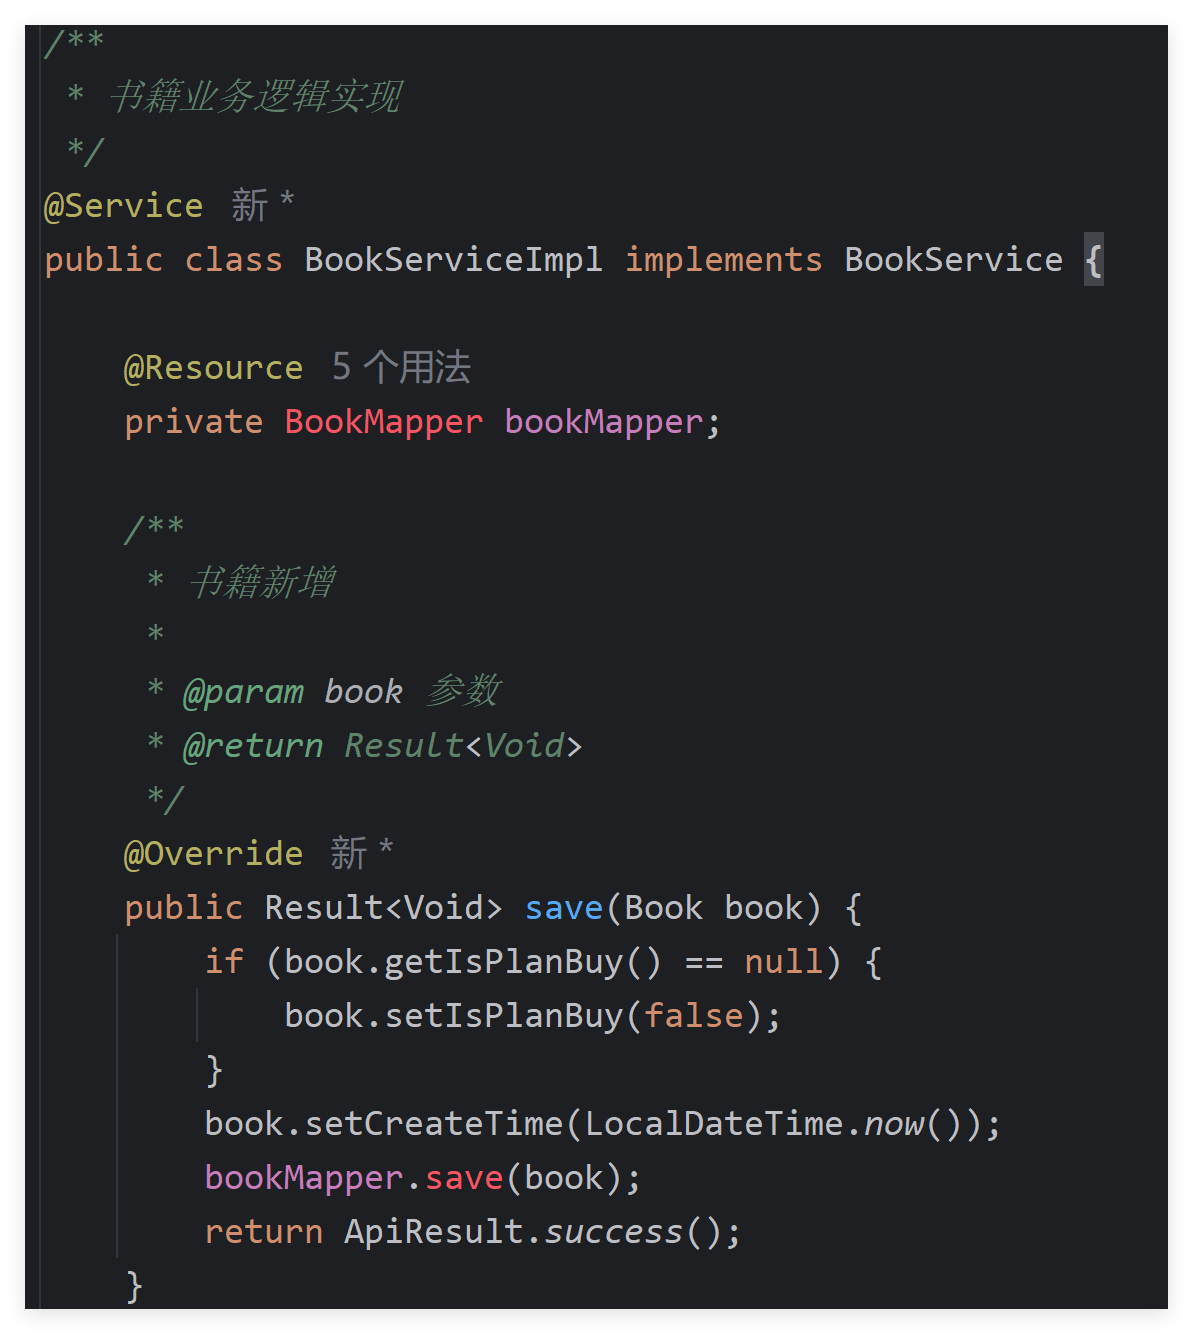 /**
 * 书籍业务逻辑实现
 */
@Service 新 *
public class BookServiceImpl implements BookService {
    @Resource 5 个用法
    private BookMapper bookMapper;
    /**
     * 书籍新增
     *
     * @param book 参数
     * @return Result<Void>
     */
    @Override 新 *
    public Result<Void> save(Book book) {
        if (book.getIsPlanBuy() == null) {
            book.setIsPlanBuy(false);
        }
        book.setCreateTime(LocalDateTime.now());
        bookMapper.save(book);
        return ApiResult.success();
    }